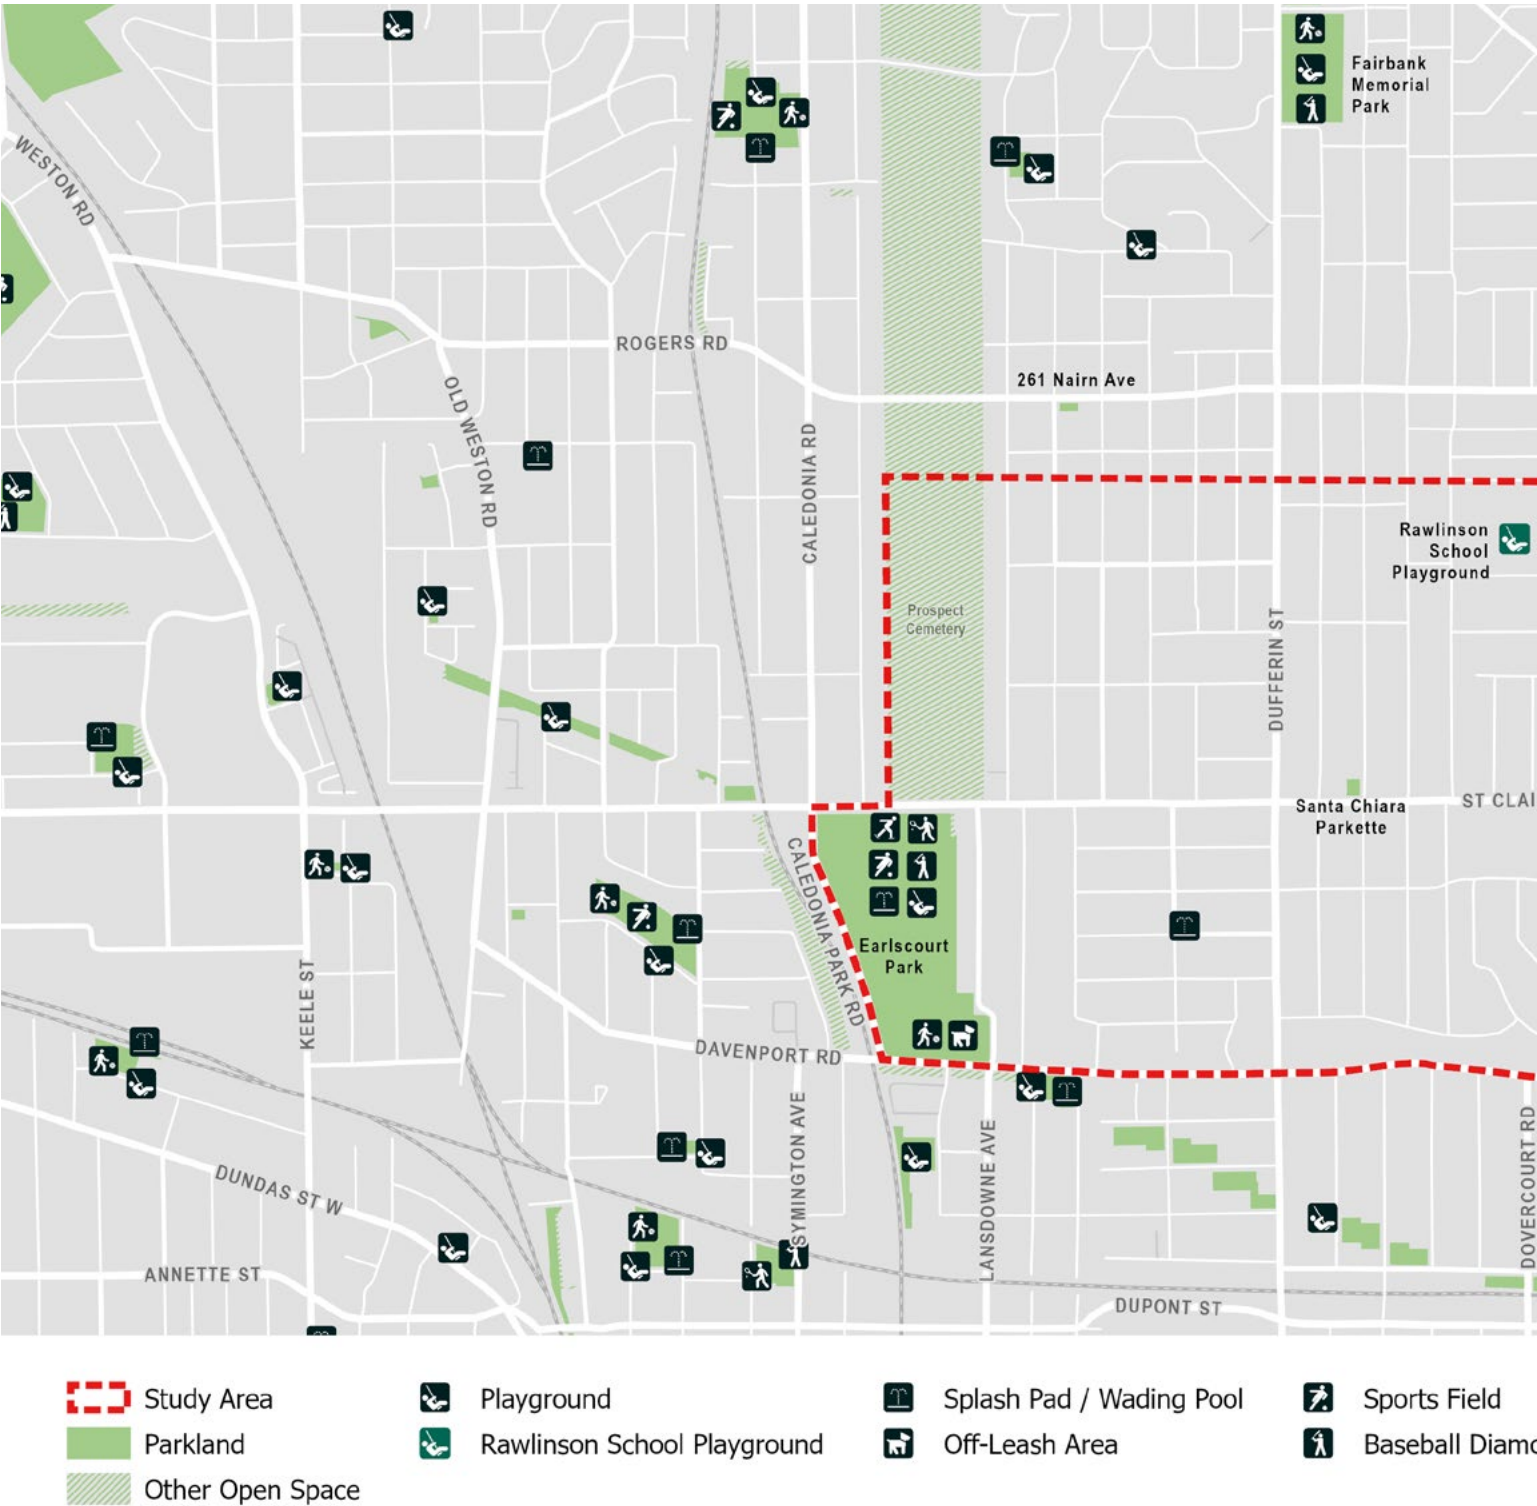 Fairbank
Memorial
Park
WESTON RD
ROGERS RD
261 Nairn Ave
OLD WESTON RD
CALEDONIA RD
Rawlinson
School
Playground
Prospect
Cemetery
DUFFERIN ST
ST CLAI
Santa Chiara
Parkette
CALEDONIA PARK RD
Earlscourt
Park
KEELE ST
DAVENPORT RD
SYMINGTON AVE
LANSDOWNE AVE
DOVERCOURT RD
DUNDAS ST W
ANNETTE ST
DUPONT ST
Study Area
Playground
Splash Pad / Wading Pool
Sports Field
Parkland
Rawlinson School Playground
Off-Leash Area
Baseball Diamo
Other Open Space